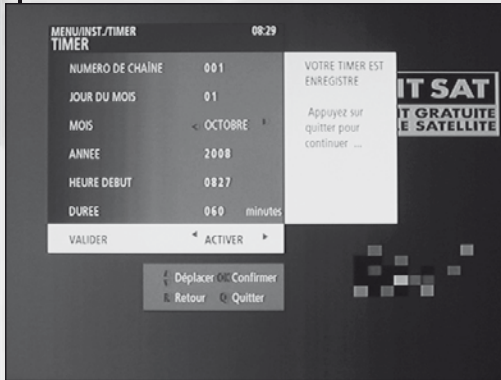 MENU/INST./TIMER 08:29
TIMER
NUMERO DE CHAÎNE 001
JOUR DU MOIS 01
MOIS OCTOBRE
ANNEE 2008
HEURE DEBUT 0827
DUREE 060 minutes
VALIDER ACTIVER
VOTRE TIMER EST
ENREGISTRE
Appuyez sur
quitter pour
continuer ...
IT SAT
GRATUITE
SATELLITE
Déplacer OK Confirmer
R Retour Quitter